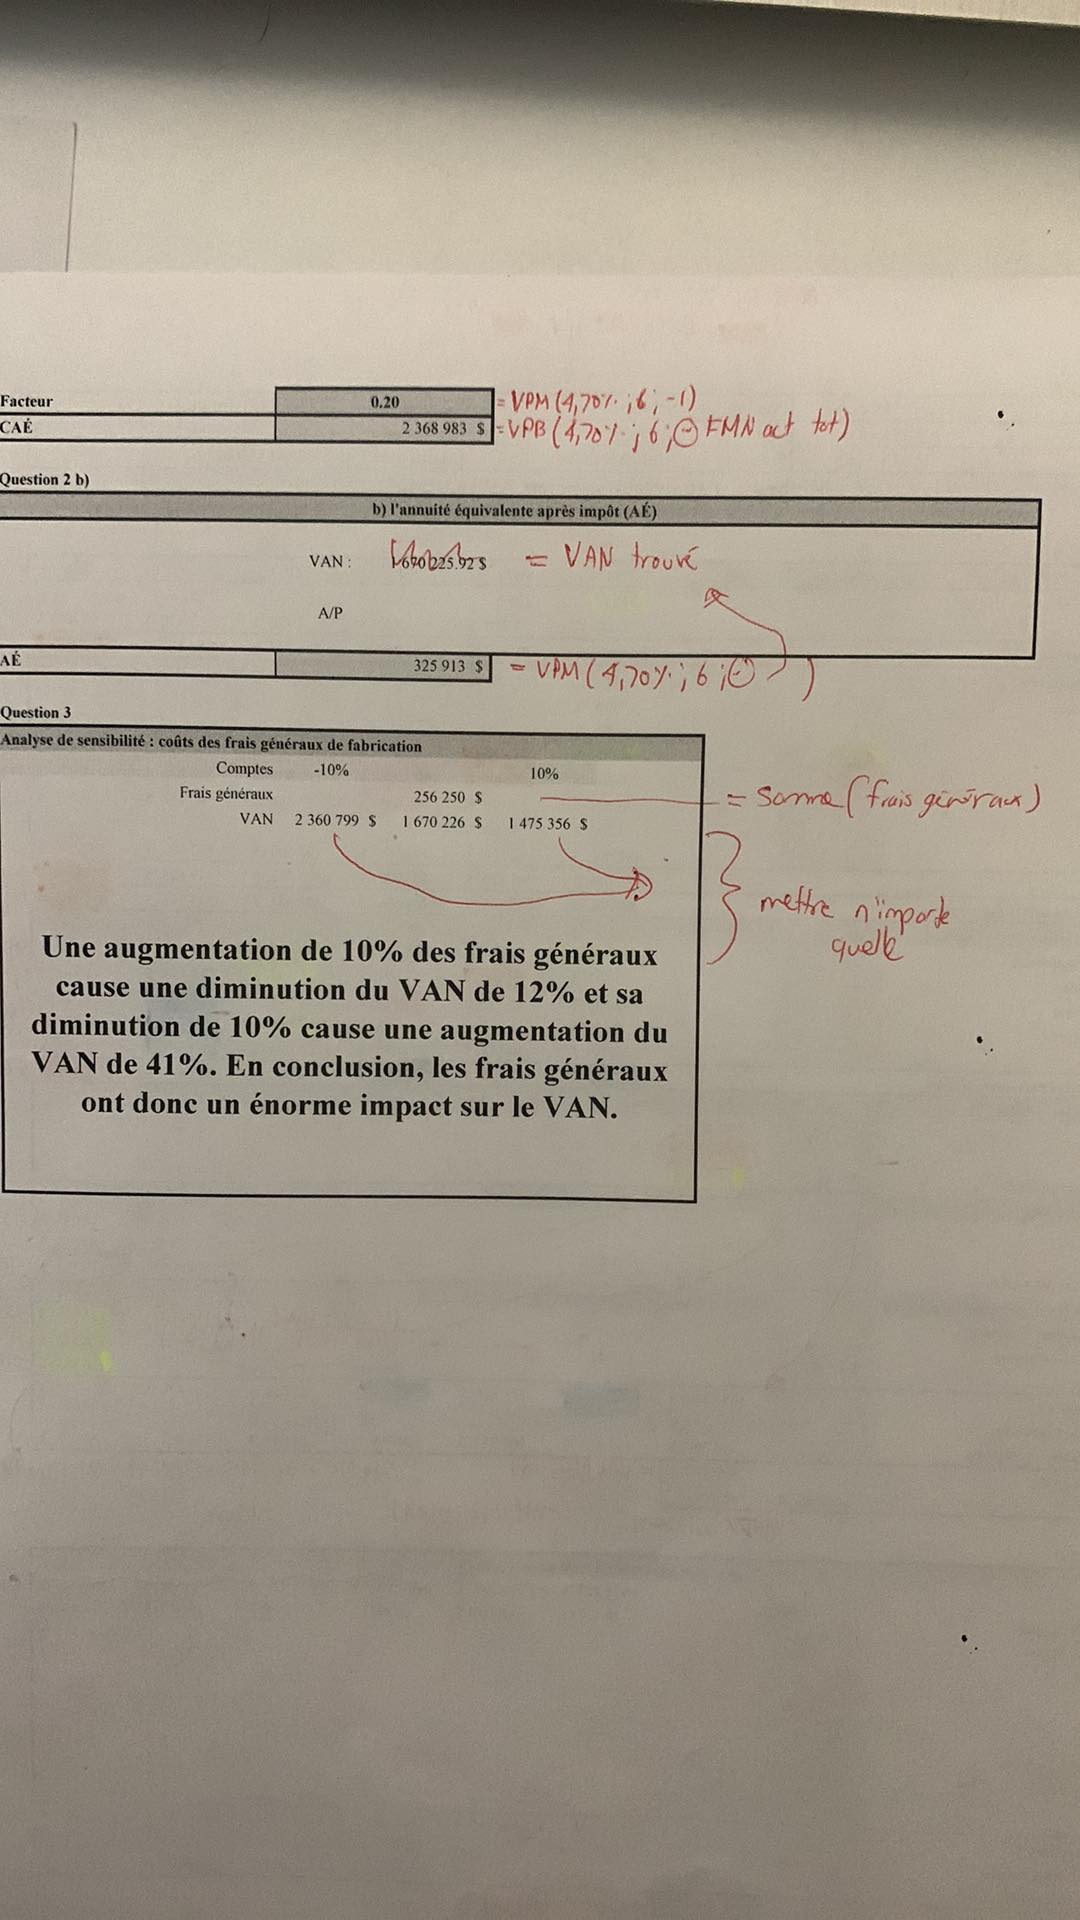 Facteur 0.20 = VPM (4,70% ; 6 ; -1)
CAÉ 2 368 983 $ = VPB (4,70% ; 6 ; - FMN act tot)
Question 2 b)
b) l'annuité équivalente après impôt (AÉ)
VAN : 1 670 225.92 $ = VAN trouvé
A/P
AÉ 325 913 $ = VPM (4,70% ; 6 ; - )
Question 3
Analyse de sensibilité : coûts des frais généraux de fabrication
Comptes -10% 10%
Frais généraux 256 250 $ = Somme (frais généraux)
VAN 2 360 799 $ 1 670 226 $ 1 475 356 $
mettre n'importe
quelle
Une augmentation de 10% des frais généraux
cause une diminution du VAN de 12% et sa
diminution de 10% cause une augmentation du
VAN de 41%. En conclusion, les frais généraux
ont donc un énorme impact sur le VAN.